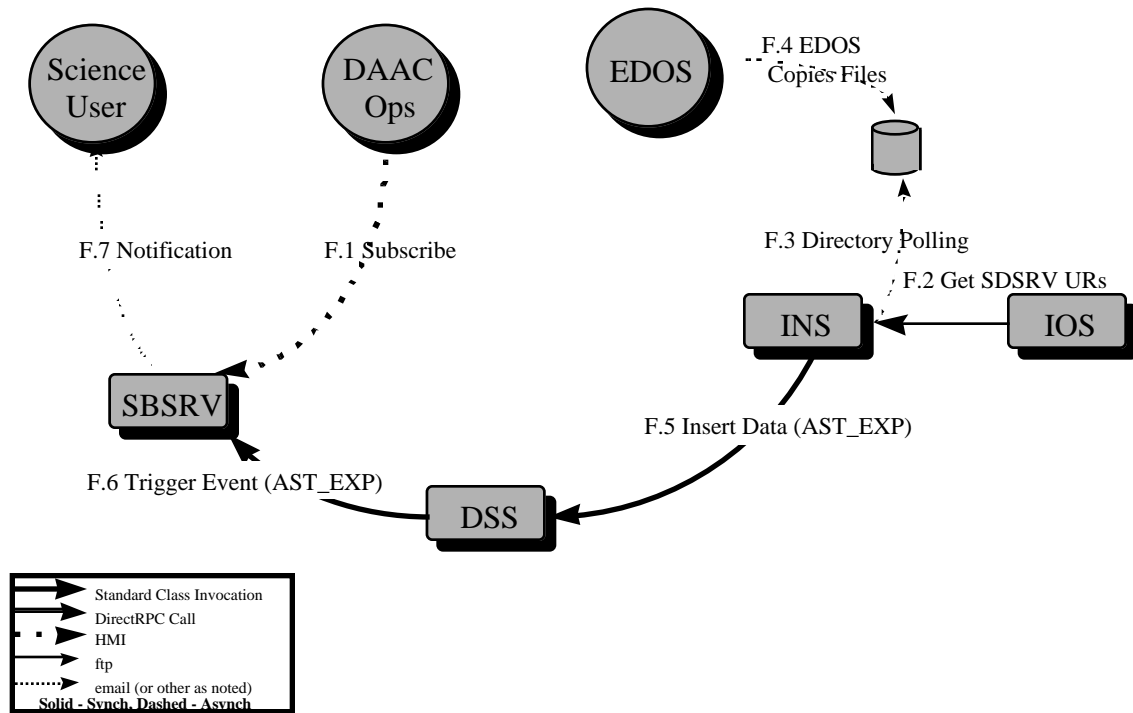 Science
User
DAAC
Ops
EDOS
F.4 EDOS
Copies Files
F.7 Notification
F.1 Subscribe
F.3 Directory Polling
F.2 Get SDSRV URs
INS
IOS
SBSRV
F.5 Insert Data (AST_EXP)
F.6 Trigger Event (AST_EXP)
DSS
Standard Class Invocation
DirectRPC Call
HMI
ftp
email (or other as noted)
Solid - Synch, Dashed - Asynch